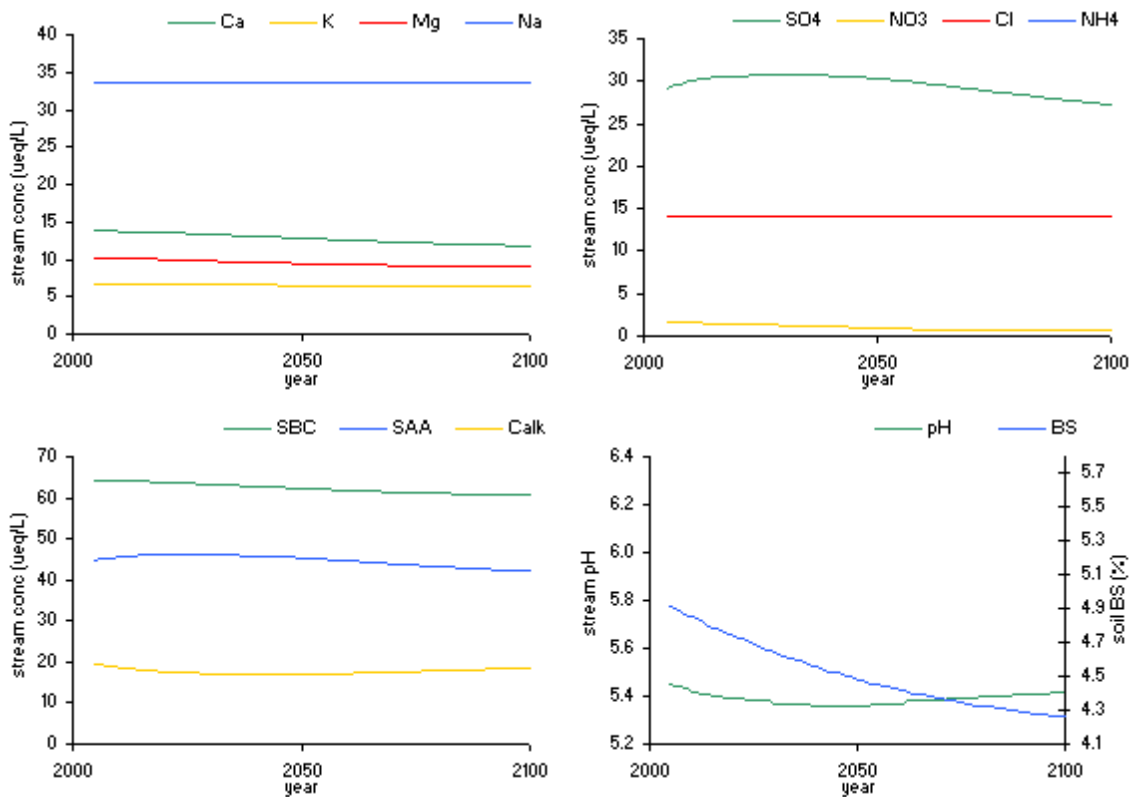 Ca K Mg Na
40
35
30
25
20
15
10
5
0
stream conc (ueq/L)
2000 2050 2100
year
SO4 NO3 Cl NH4
35
30
25
20
15
10
5
0
stream conc (ueq/L)
2000 2050 2100
year
SBC SAA Calk
70
60
50
40
30
20
10
0
stream conc (ueq/L)
2000 2050 2100
year
pH BS
6.4
6.2
6.0
5.8
5.6
5.4
5.2
stream pH
5.7
5.5
5.3
5.1
4.9
4.7
4.5
4.3
4.1
soil BS (%)
2000 2050 2100
year